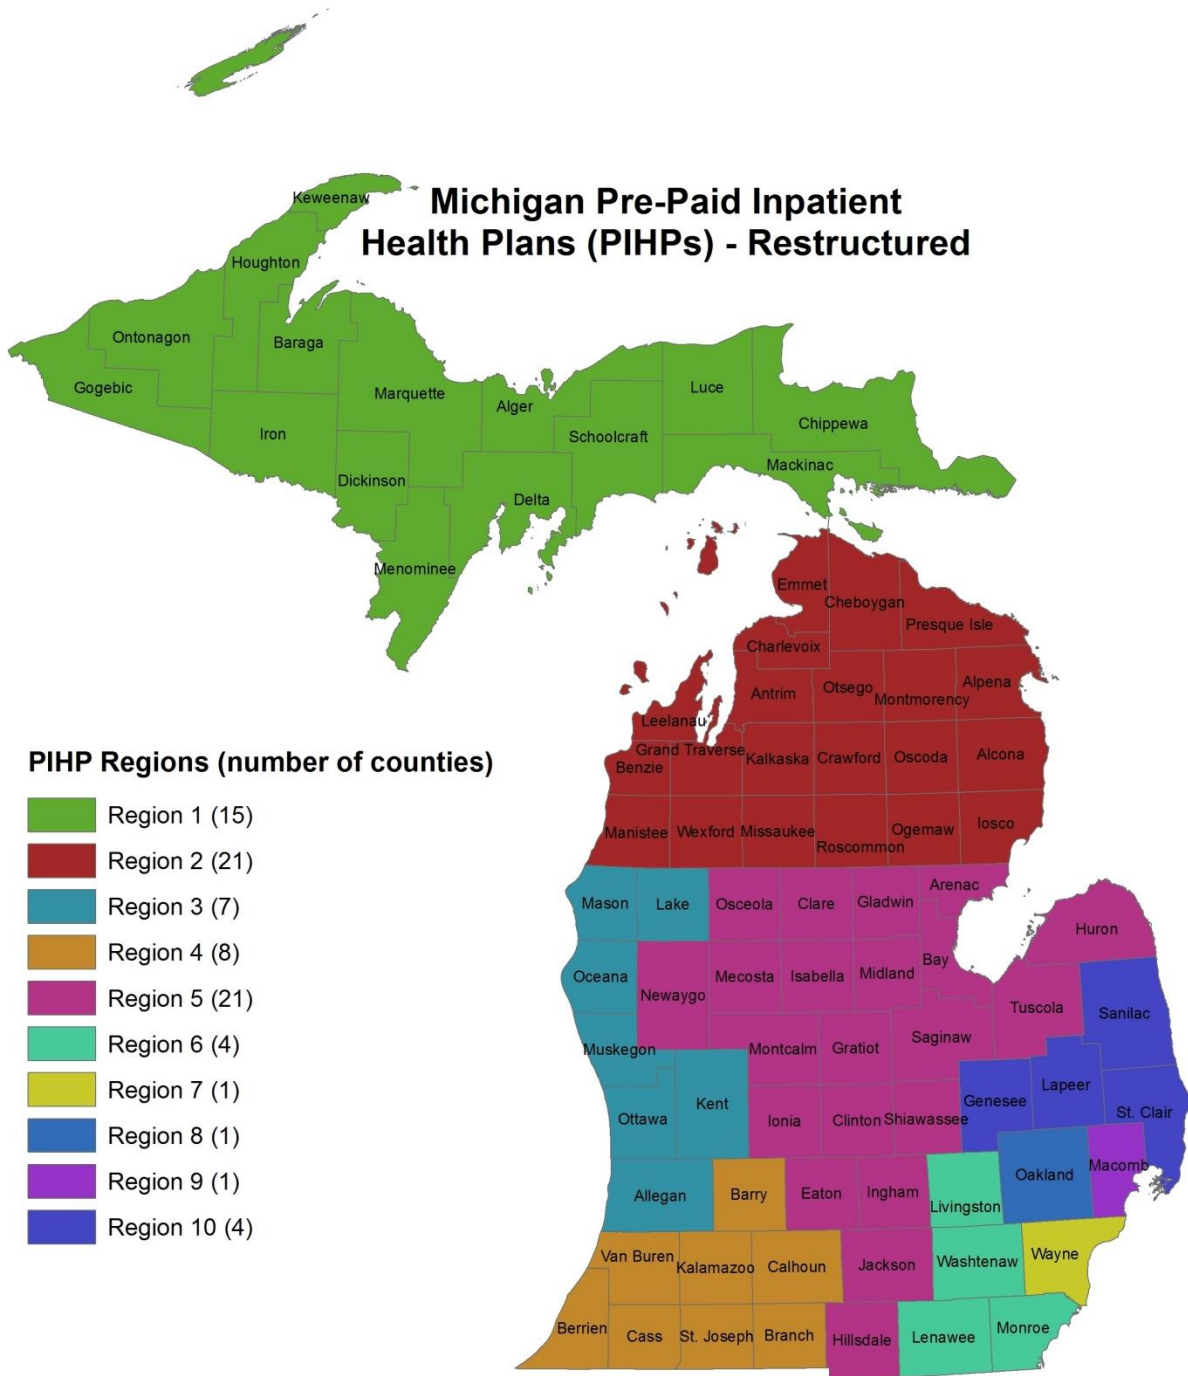 Michigan Pre-Paid Inpatient
Health Plans (PIHPs) - Restructured
Keweenaw
Houghton
Ontonagon
Baraga
Gogebic
Marquette
Alger
Luce
Chippewa
Iron
Schoolcraft
Mackinac
Dickinson
Delta
Menominee
Emmet
Cheboygan
Presque Isle
Charlevoix
Antrim
Otsego
Montmorency
Alpena
Leelanau
Grand Traverse
Benzie
Kalkaska
Crawford
Oscoda
Alcona
Manistee
Wexford
Missaukee
Roscommon
Ogemaw
Iosco
PIHP Regions (number of counties)
Region 1 (15)
Region 2 (21)
Region 3 (7)
Region 4 (8)
Region 5 (21)
Region 6 (4)
Region 7 (1)
Region 8 (1)
Region 9 (1)
Region 10 (4)
Mason
Lake
Osceola
Clare
Gladwin
Arenac
Huron
Oceana
Newaygo
Mecosta
Isabella
Midland
Bay
Tuscola
Sanilac
Muskegon
Montcalm
Gratiot
Saginaw
Ottawa
Kent
Ionia
Clinton
Shiawassee
Genesee
Lapeer
St. Clair
Allegan
Barry
Eaton
Ingham
Livingston
Oakland
Macomb
Van Buren
Kalamazoo
Calhoun
Jackson
Washtenaw
Wayne
Berrien
Cass
St. Joseph
Branch
Hillsdale
Lenawee
Monroe